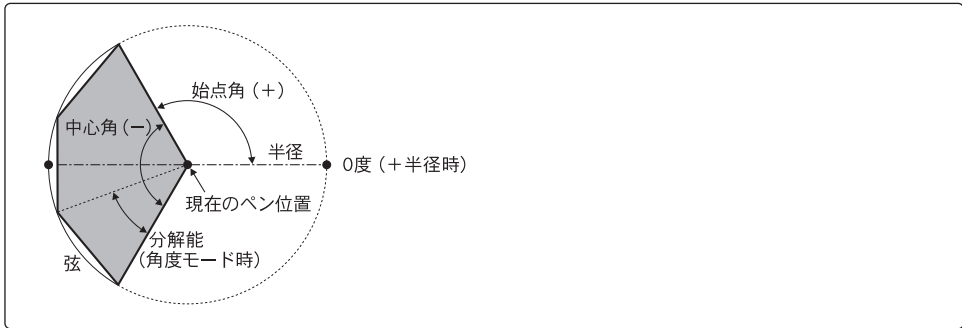 始点角（＋）
中心角（−）
半径
0度（＋半径時）
現在のペン位置
分解能
（角度モード時）
弦